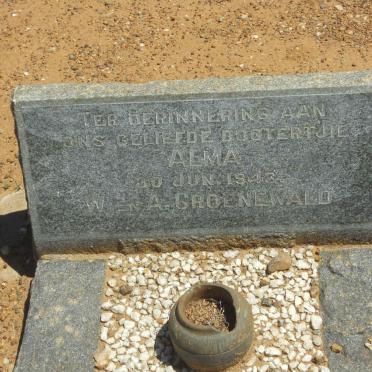 TER HERINNERING AAN
ONS GELIEFDE DOGTERTJIE
ALMA
30 JUN. 1943.
W. EN A. GROENEWALD